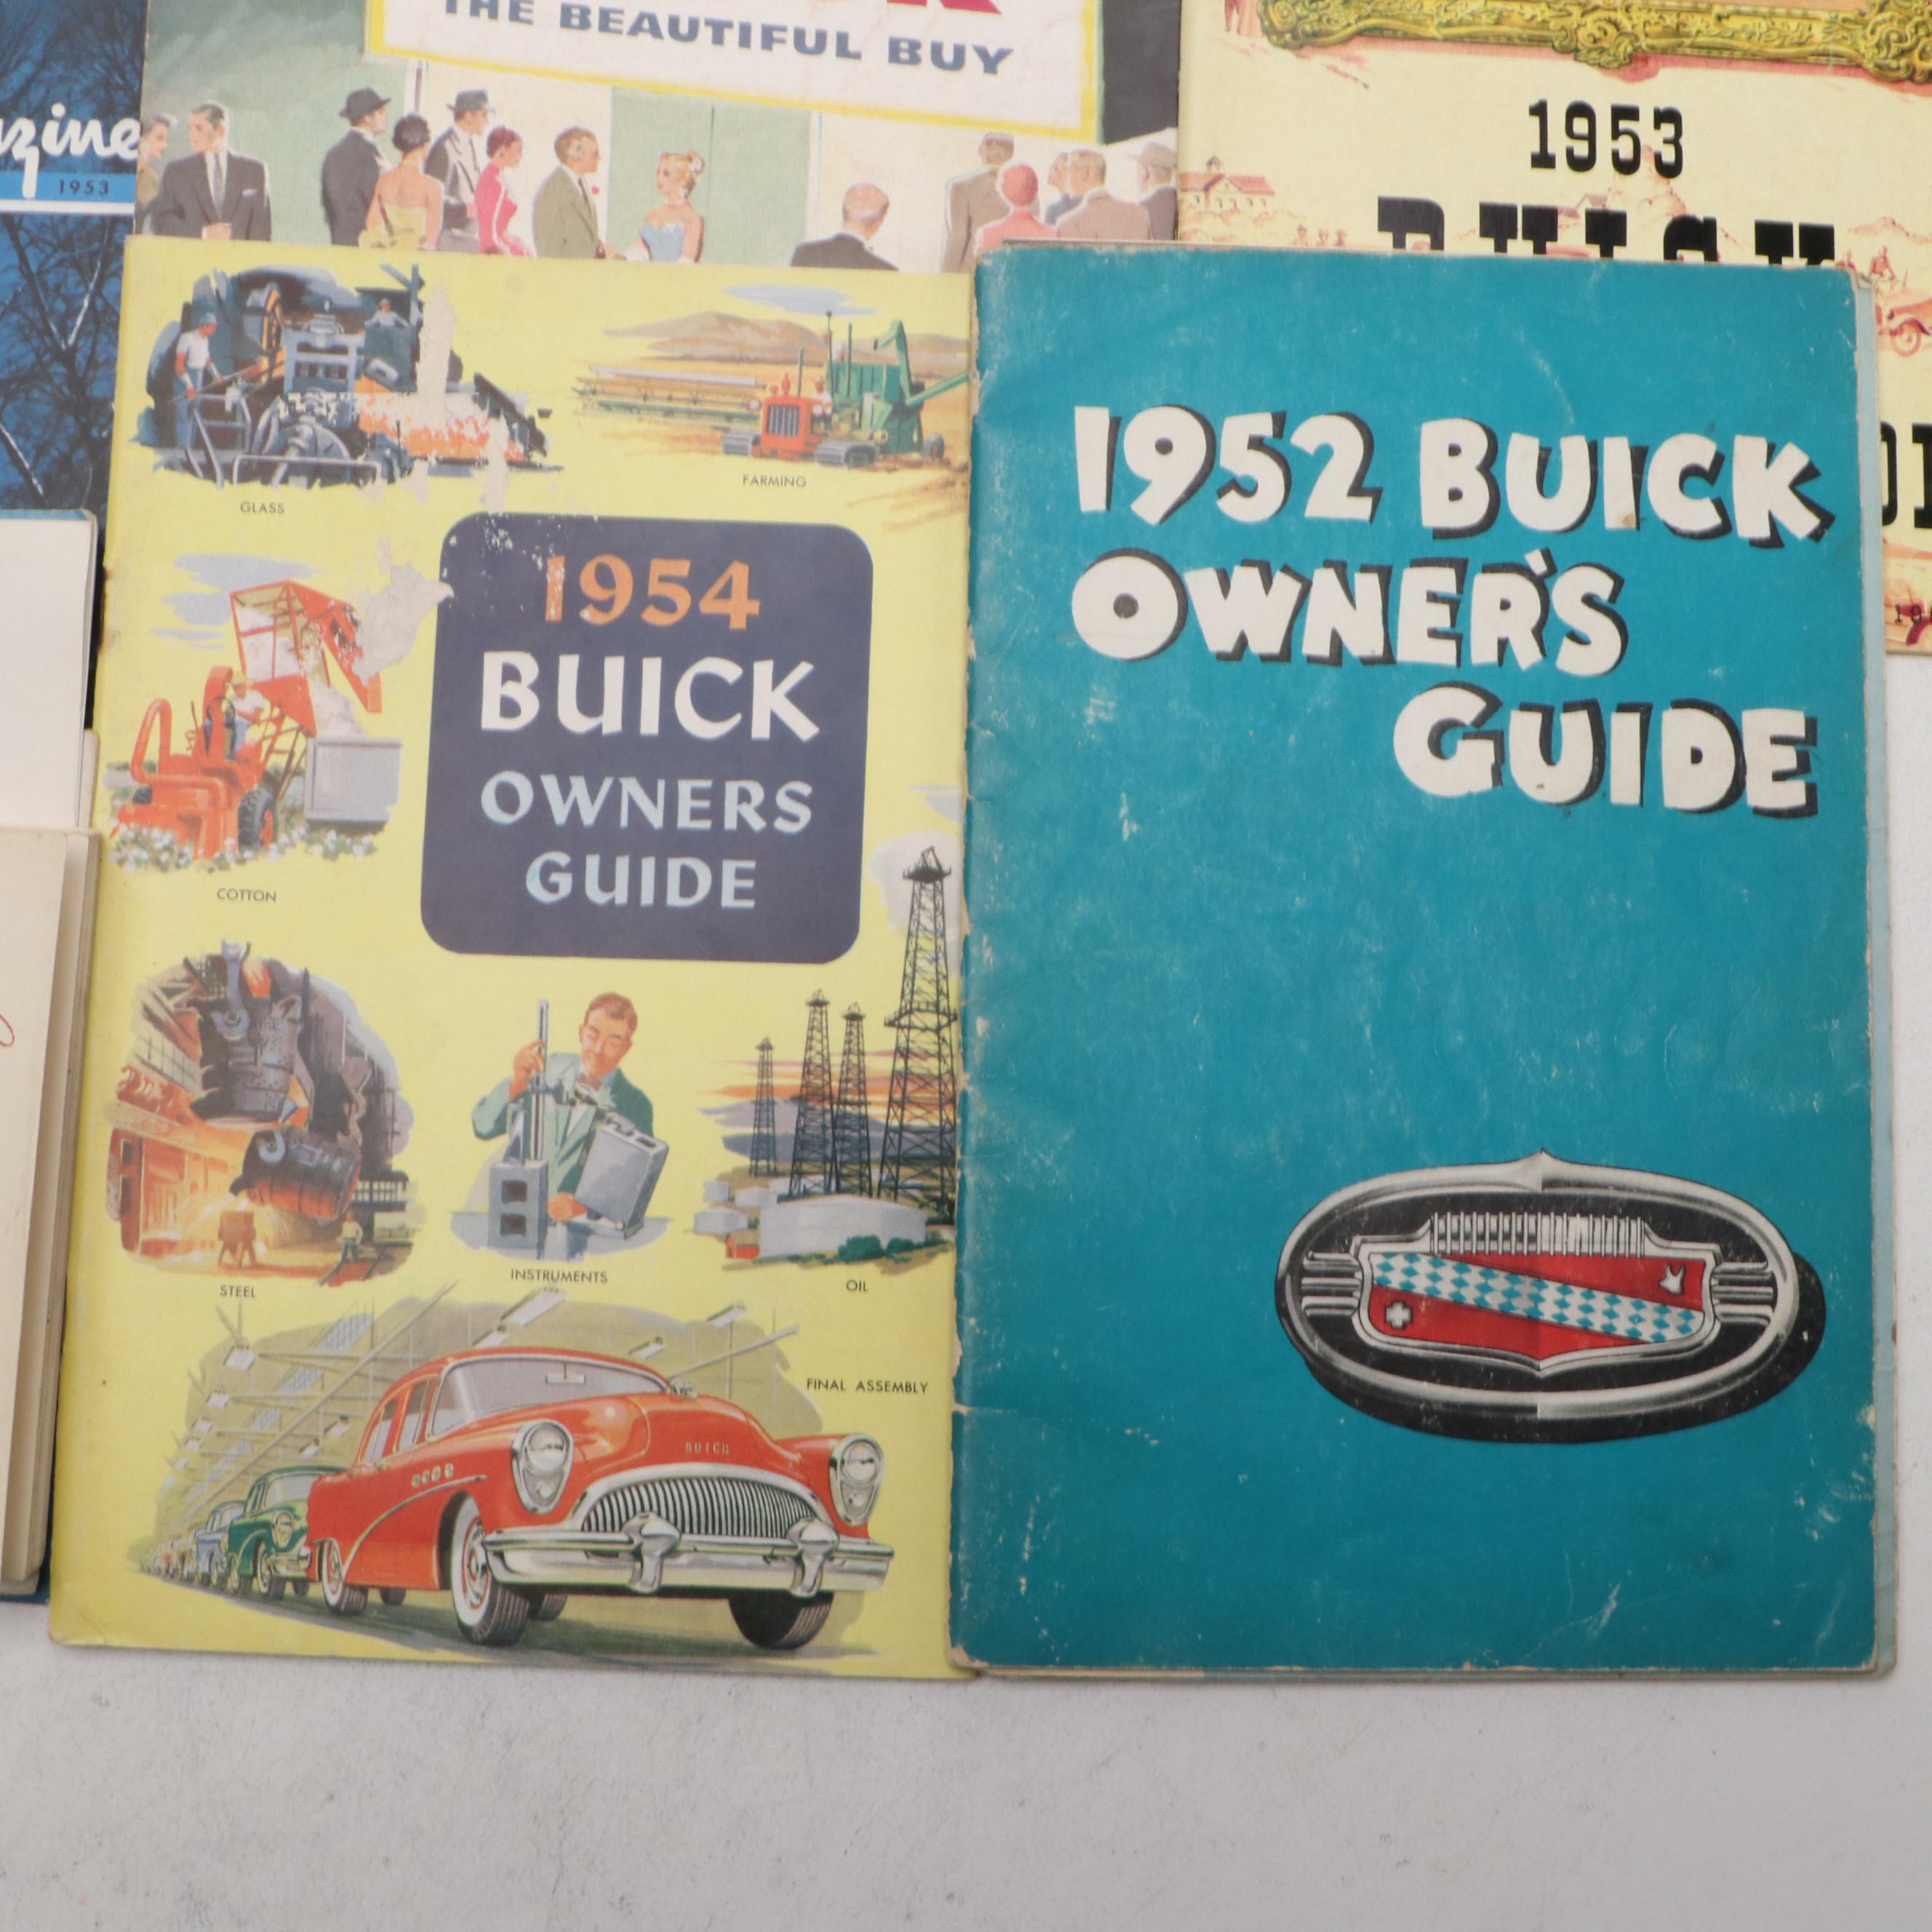 THE BEAUTIFUL BUY
1953
1953
BUICK
GLASS
FARMING
1954
BUICK
OWNERS
GUIDE
COTTON
STEEL
INSTRUMENTS
OIL
FINAL ASSEMBLY
BUICK
1952 BUICK
OWNER'S
GUIDE